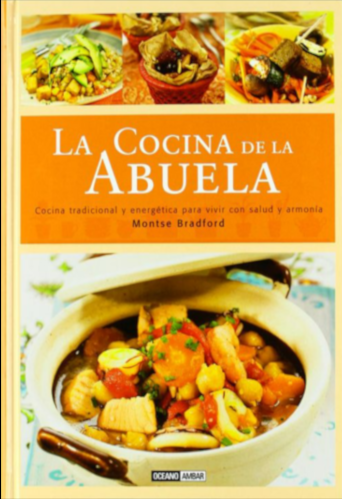 LA COCINA DE LA
ABUELA
Cocina tradicional y energética para vivir con salud y armonía
Montse Bradford
OCEANO AMBAR